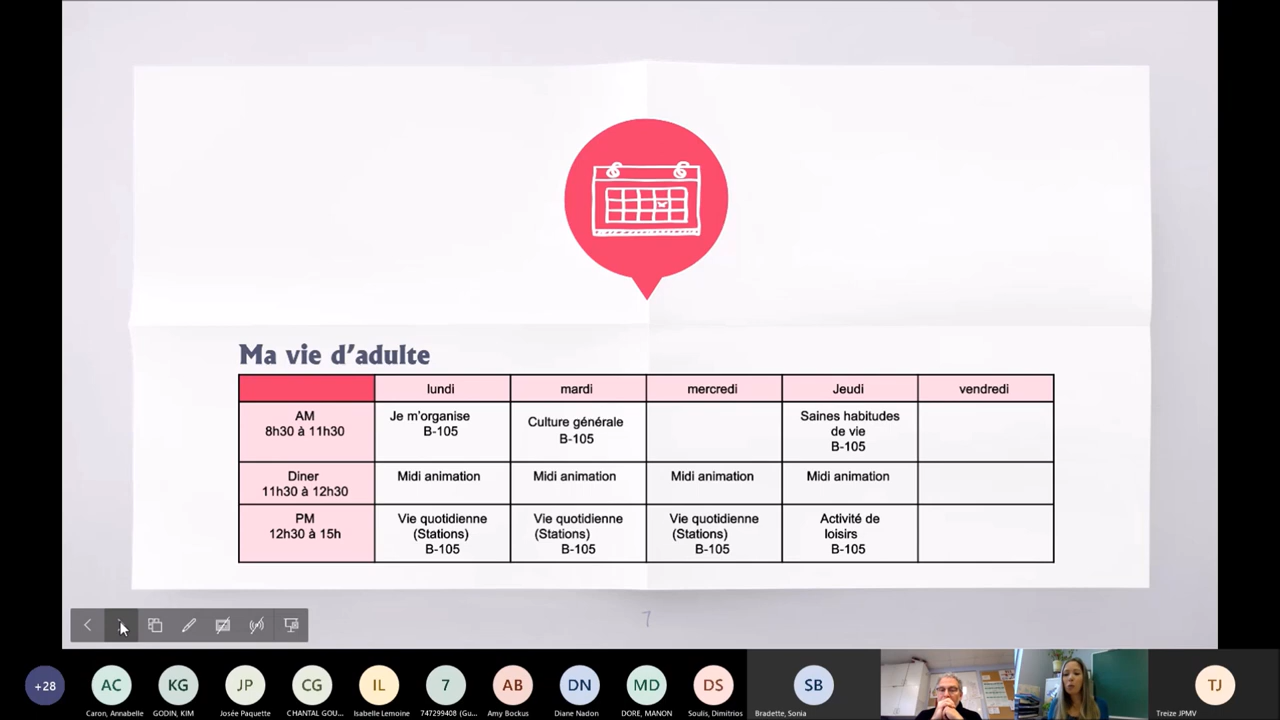 Ma vie d’adulte
lundi mardi mercredi Jeudi vendredi
AM
8h30 à 11h30
Je m’organise
B-105
Culture générale
B-105
Saines habitudes
de vie
B-105
Diner
11h30 à 12h30
Midi animation
Midi animation
Midi animation
Midi animation
PM
12h30 à 15h
Vie quotidienne
(Stations)
B-105
Vie quotidienne
(Stations)
B-105
Vie quotidienne
(Stations)
B-105
Activité de
loisirs
B-105
7
+28 AC KG JP CG IL 7 AB DN MD DS SB TJ
Caron, Annabelle GODIN, KIM Josée Paquette CHANTAL GOU... Isabelle Lemoine 747299408 (Gu... Amy Bockus Diane Nadon DORE, MANON Soulis, Dimitrios Bradette, Sonia Treize JPMV